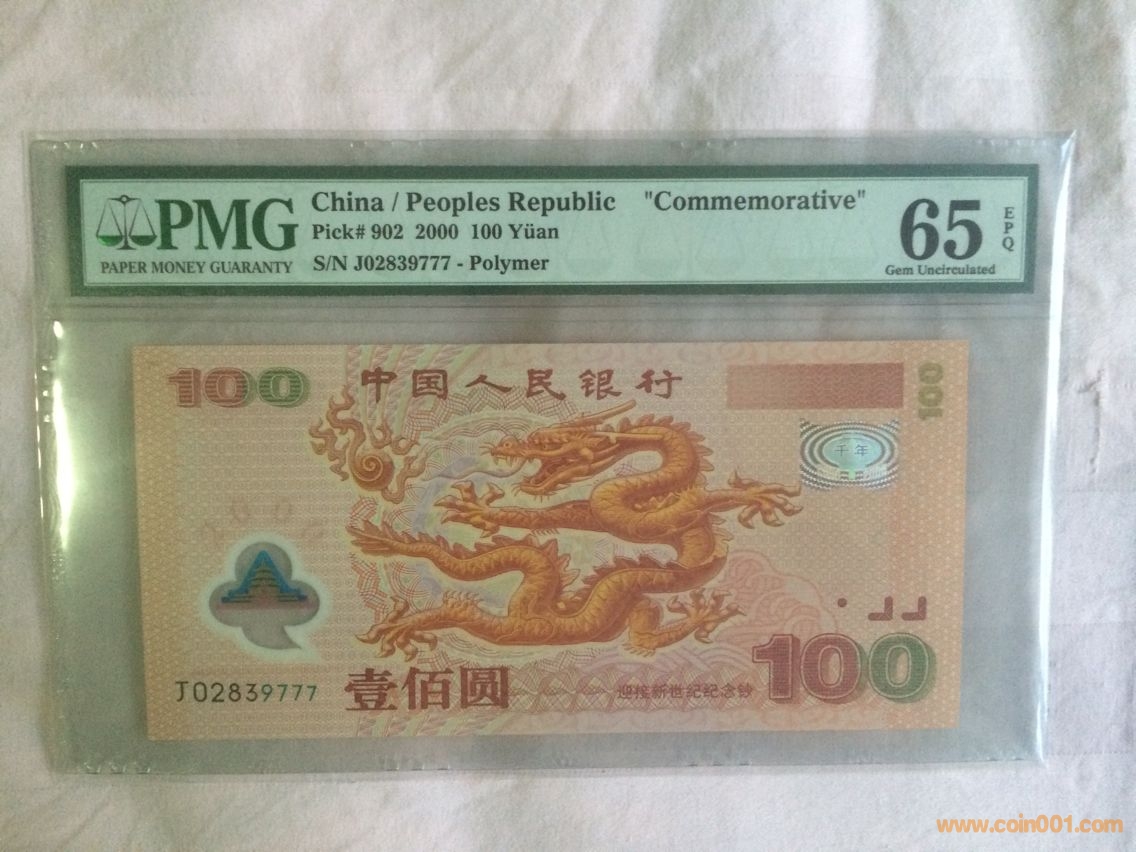 China / Peoples Republic "Commemorative"
PMG
Pick# 902 2000 100 Yüan
65
EPQ
PAPER MONEY GUARANTY
S/N J02839777 - Polymer
Gem Uncirculated
100
中国人民银行
100
千年
J02839777
壹佰圆
迎接新世纪纪念钞
100
www.coin001.com